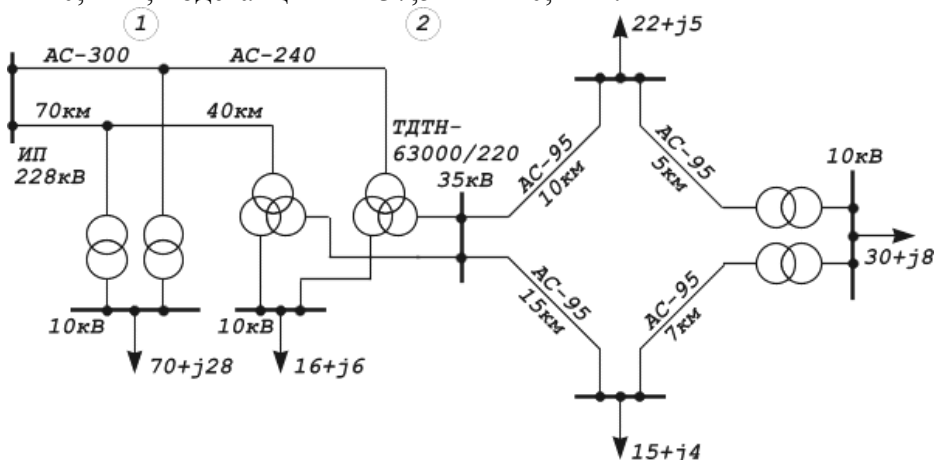 1
2
22+j5
АС-300
АС-240
70км
40км
ТДТН-
63000/220
ИП
228кВ
35кВ
АС-95
10км
АС-95
5км
10кВ
30+j8
АС-95
15км
АС-95
7км
10кВ
70+j28
10кВ
16+j6
15+j4